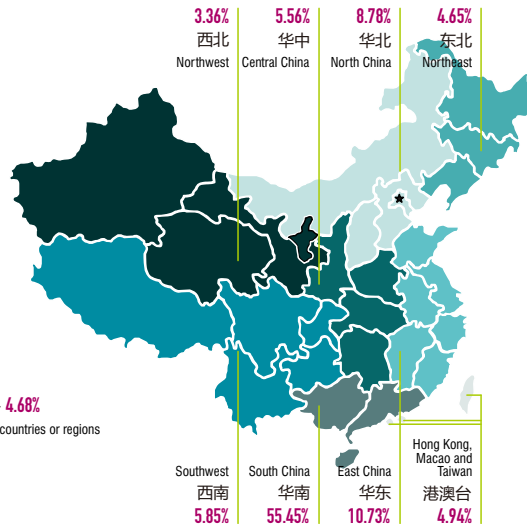 3.36%
西北
Northwest
5.56%
华中
Central China
8.78%
华北
North China
4.65%
东北
Northeast
4.68%
countries or regions
Southwest
西南
5.85%
South China
华南
55.45%
East China
华东
10.73%
Hong Kong,
Macao and
Taiwan
港澳台
4.94%